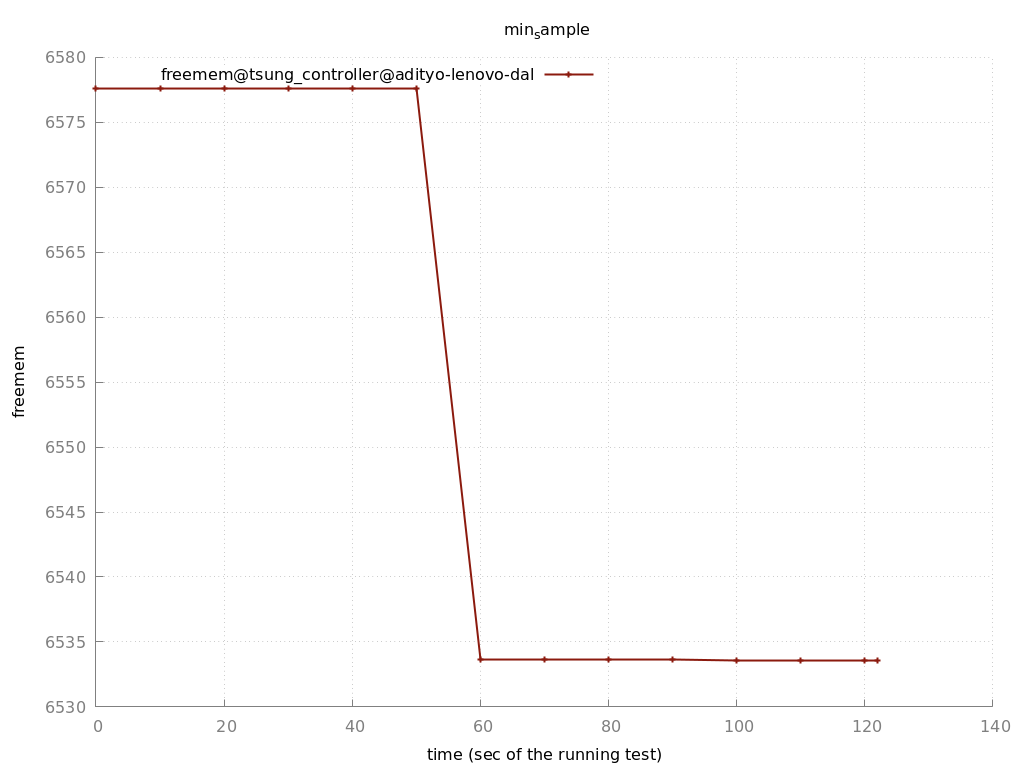 min_sample
6580
freemem@tsung_controller@adityo-lenovo-dal
6575
6570
6565
6560
6555
6550
6545
6540
6535
6530
freemem
0 20 40 60 80 100 120 140
time (sec of the running test)